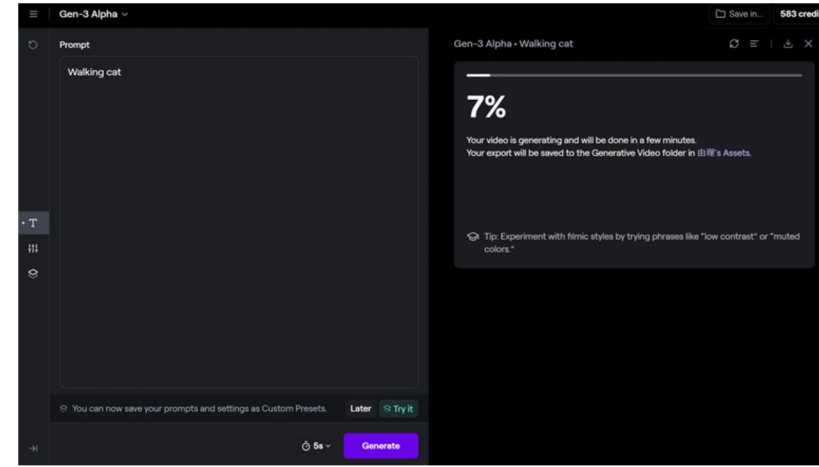 Gen-3 Alpha
Save in...
583 credi
Prompt
Walking cat
Gen-3 Alpha • Walking cat
7%
Your video is generating and will be done in a few minutes.
Your export will be saved to the Generative Video folder in 由理's Assets.
Tip: Experiment with filmic styles by trying phrases like "low contrast" or "muted
colors."
T
You can now save your prompts and settings as Custom Presets.
Later
Try it
5s
Generate